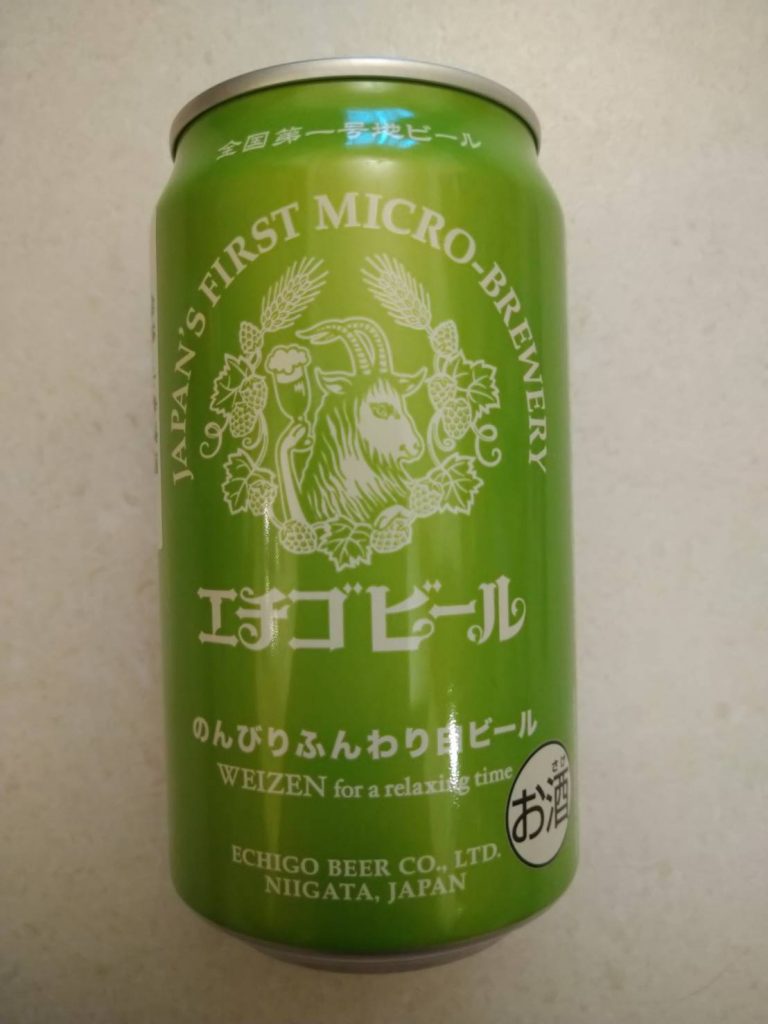 全国第一号地ビール
JAPAN'S FIRST MICRO-BREWERY
エチゴビール
のんびりふんわり白ビール
WEIZEN for a relaxing time
さけ
お酒
ECHIGO BEER CO., LTD.
NIIGATA, JAPAN